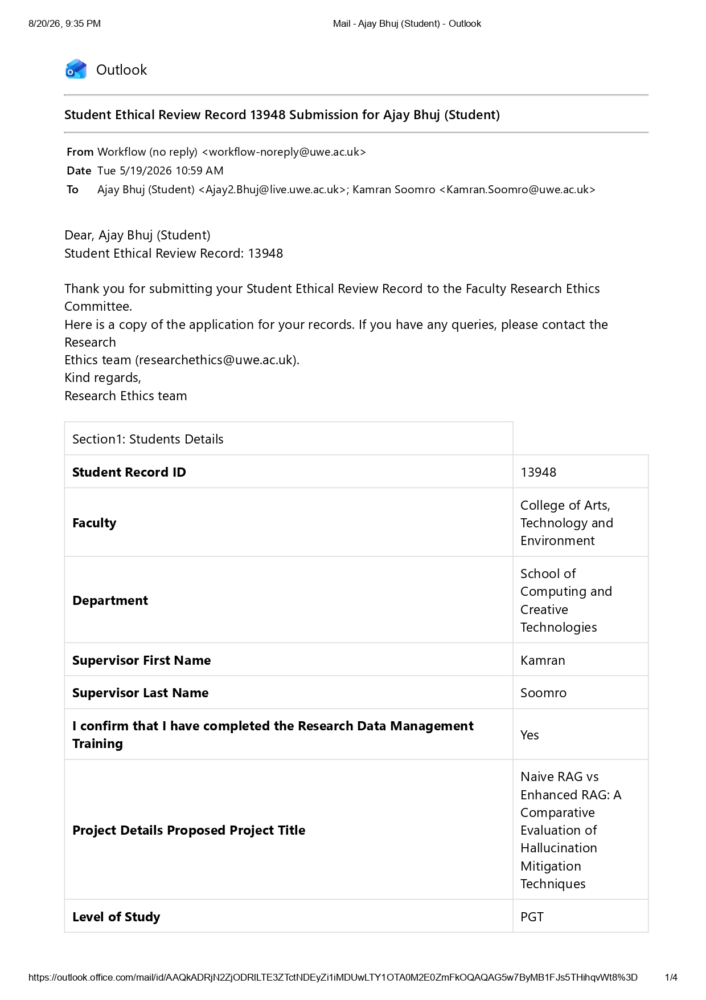 8/20/26, 9:35 PM
Mail - Ajay Bhuj (Student) - Outlook
Outlook
Student Ethical Review Record 13948 Submission for Ajay Bhuj (Student)
From Workflow (no reply) <workflow-noreply@uwe.ac.uk>
Date Tue 5/19/2026 10:59 AM
To Ajay Bhuj (Student) <Ajay2.Bhuj@live.uwe.ac.uk>; Kamran Soomro <Kamran.Soomro@uwe.ac.uk>
Dear, Ajay Bhuj (Student)
Student Ethical Review Record: 13948
Thank you for submitting your Student Ethical Review Record to the Faculty Research Ethics
Committee.
Here is a copy of the application for your records. If you have any queries, please contact the
Research
Ethics team (researchethics@uwe.ac.uk).
Kind regards,
Research Ethics team
Section1: Students Details
Student Record ID
13948
Faculty
College of Arts,
Technology and
Environment
Department
School of
Computing and
Creative
Technologies
Supervisor First Name
Kamran
Supervisor Last Name
Soomro
I confirm that I have completed the Research Data Management
Training
Yes
Project Details Proposed Project Title
Naive RAG vs
Enhanced RAG: A
Comparative
Evaluation of
Hallucination
Mitigation
Techniques
Level of Study
PGT
https://outlook.office.com/mail/id/AAQkADRjN2ZjODRlLTE3ZTctNDEyZi1iMDUwLTY1OTA0M2E0ZmFkOQAQAG5w7ByMB1FJs5THihqvWt8%3D
1/4